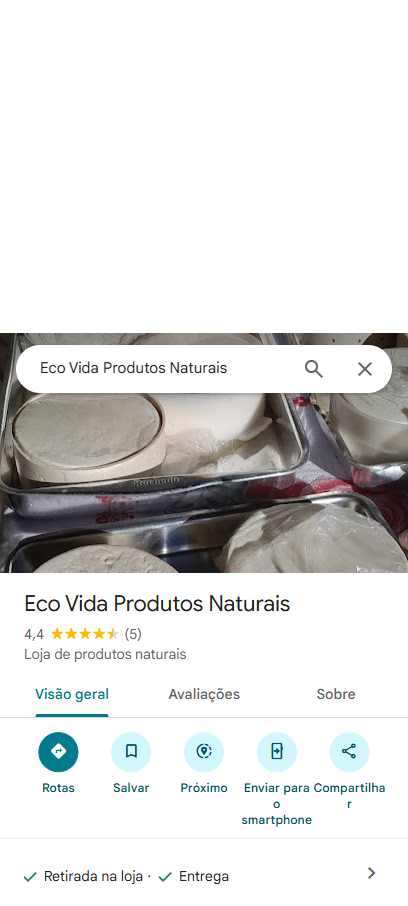 Eco Vida Produtos Naturais
Machado
Eco Vida Produtos Naturais
4,4 (5)
Loja de produtos naturais
Visão geral Avaliações Sobre
Rotas Salvar Próximo Enviar para o smartphone Compartilhar
Retirada na loja · Entrega